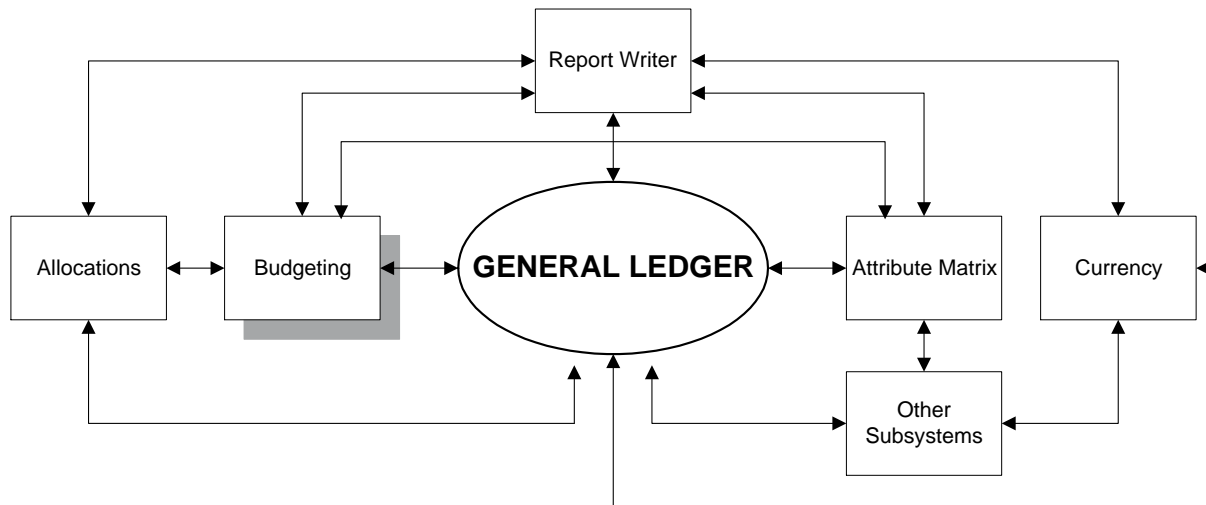 Report Writer
Allocations
Budgeting
GENERAL LEDGER
Attribute Matrix
Currency
Other
Subsystems